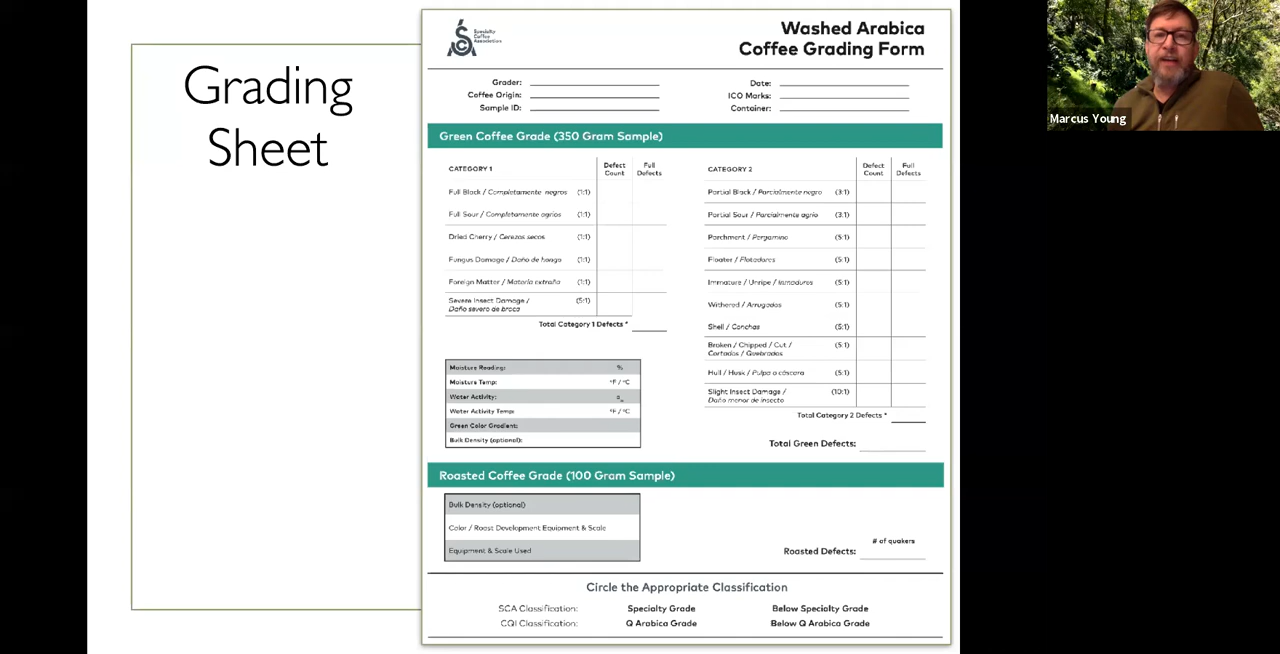 Grading
Sheet
Specialty
Coffee
Association
Washed Arabica
Coffee Grading Form
Grader:
Coffee Origin:
Sample ID:
Date:
ICO Marks:
Container:
Green Coffee Grade (350 Gram Sample)
CATEGORY 1
Defect
Count
Full
Defects
Full Black / Completamente negros (1:1)
Full Sour / Completamente agrios (1:1)
Dried Cherry / Cerezas secas (1:1)
Fungus Damage / Daño de hongo (1:1)
Foreign Matter / Materia extraña (1:1)
Severe Insect Damage / (5:1)
Daño severo de broca
Total Category 1 Defects *
CATEGORY 2
Defect
Count
Full
Defects
Partial Black / Parcialmente negro (3:1)
Partial Sour / Parcialmente agrio (3:1)
Parchment / Pergamino (5:1)
Floater / Flotadores (5:1)
Immature / Unripe / Inmaduros (5:1)
Withered / Arrugados (5:1)
Shell / Conchas (5:1)
Broken / Chipped / Cut / (5:1)
Cortados / Quebrados
Hull / Husk / Pulpa o cáscara (5:1)
Slight Insect Damage / (10:1)
Daño menor de insecto
Total Category 2 Defects *
Total Green Defects:
Moisture Reading: %
Moisture Temp: °F / °C
Water Activity: aw
Water Activity Temp: °F / °C
Green Color Gradient:
Bulk Density (optional):
Roasted Coffee Grade (100 Gram Sample)
Bulk Density (optional)
Color / Roast Development Equipment & Scale
Equipment & Scale Used
# of quakers
Roasted Defects:
Circle the Appropriate Classification
SCA Classification: Specialty Grade Below Specialty Grade
CQI Classification: Q Arabica Grade Below Q Arabica Grade
Marcus Young